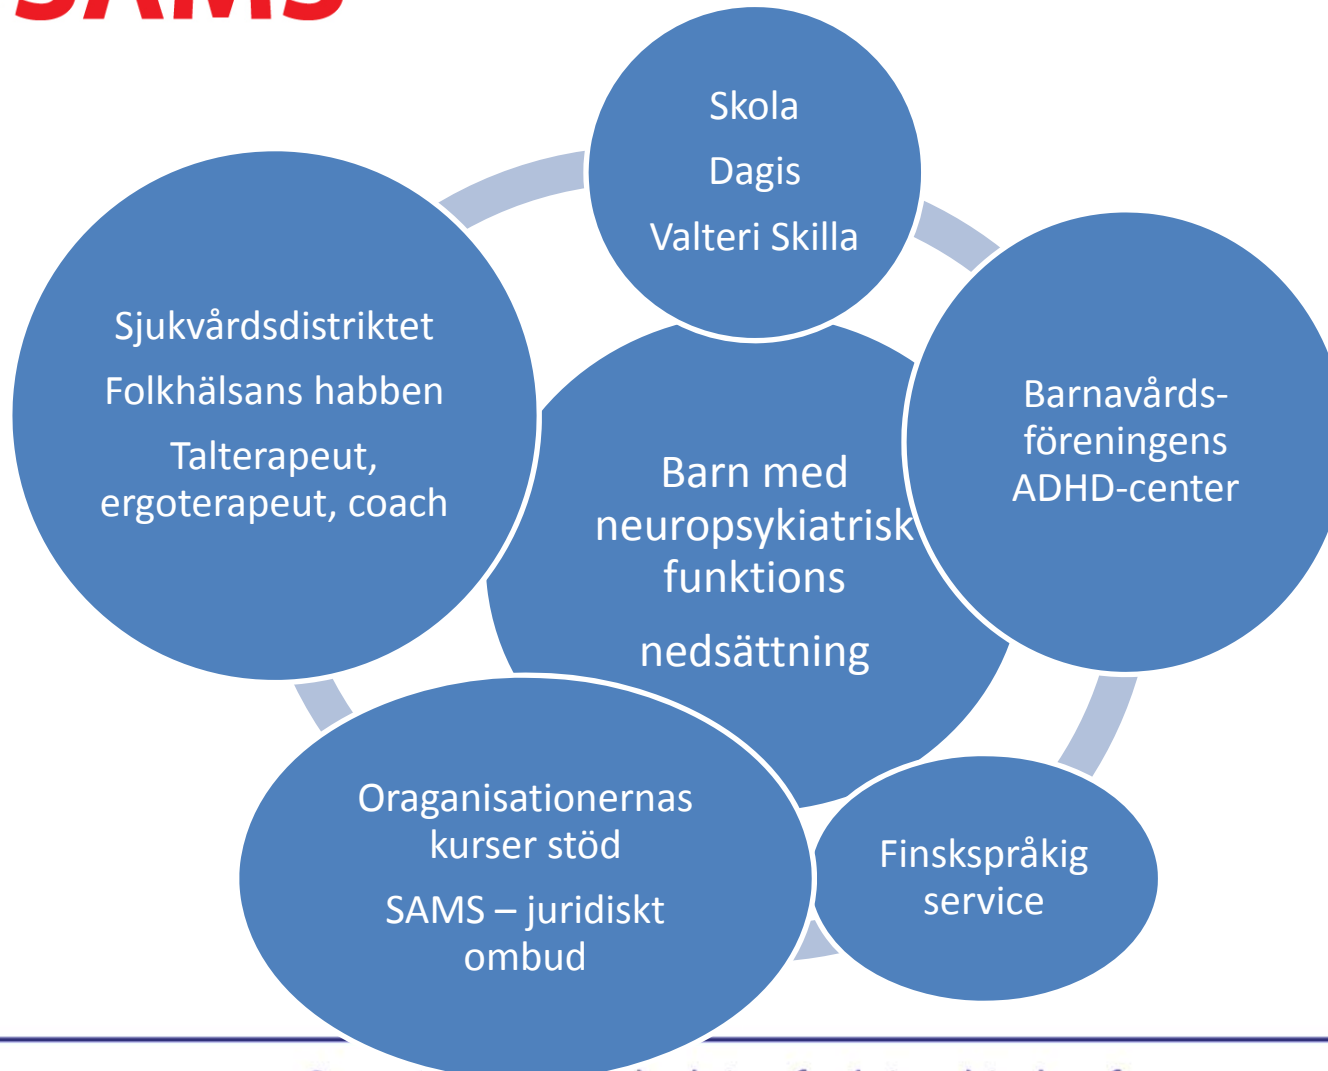 SAMS
Skola
Dagis
Valteri Skilla
Sjukvårdsdistriktet
Folkhälsans habben
Talterapeut,
ergoterapeut, coach
Barnavårds-
föreningens
ADHD-center
Barn med
neuropsykiatrisk
funktions
nedsättning
Oraganisationernas
kurser stöd
SAMS – juridiskt
ombud
Finskspråkig
service